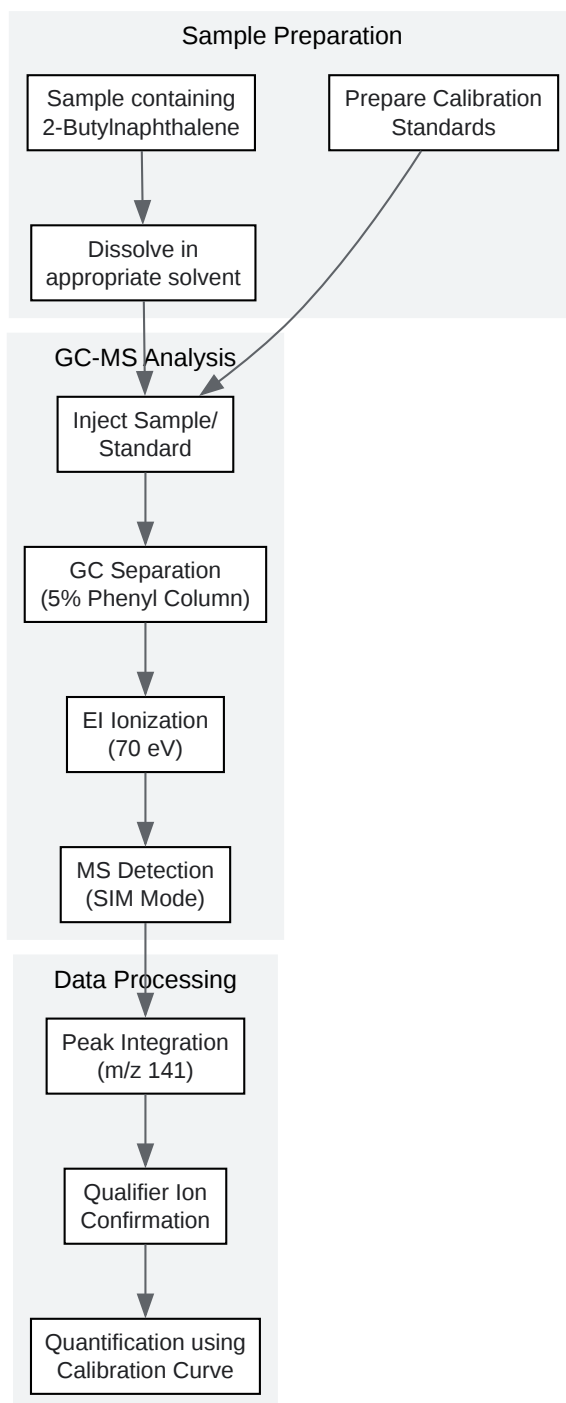 Sample Preparation
Sample containing
2-Butylnaphthalene
Prepare Calibration
Standards
Dissolve in
appropriate solvent
GC-MS Analysis
Inject Sample/
Standard
GC Separation
(5% Phenyl Column)
EI Ionization
(70 eV)
MS Detection
(SIM Mode)
Data Processing
Peak Integration
(m/z 141)
Qualifier Ion
Confirmation
Quantification using
Calibration Curve